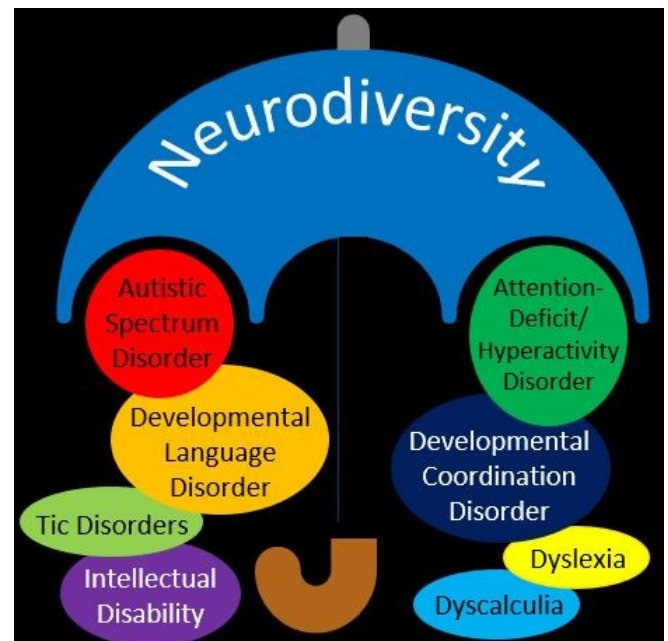 Neurodiversity
Autistic
Spectrum
Disorder
Developmental
Language
Disorder
Tic Disorders
Intellectual
Disability
Attention-
Deficit/
Hyperactivity
Disorder
Developmental
Coordination
Disorder
Dyslexia
Dyscalculia